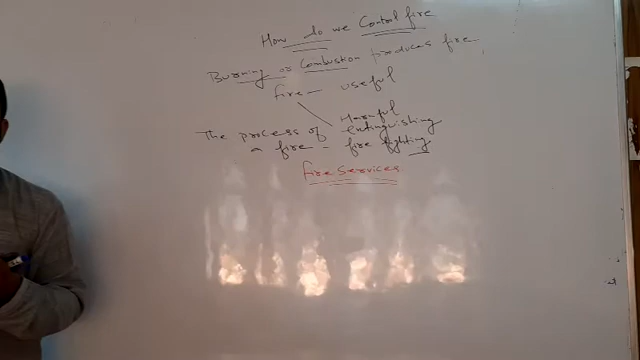 How do we Control fire
Burning or Combustion produces fire.
fire — useful
Harmful
The process of extinguishing
a fire — fire fighting
fire services